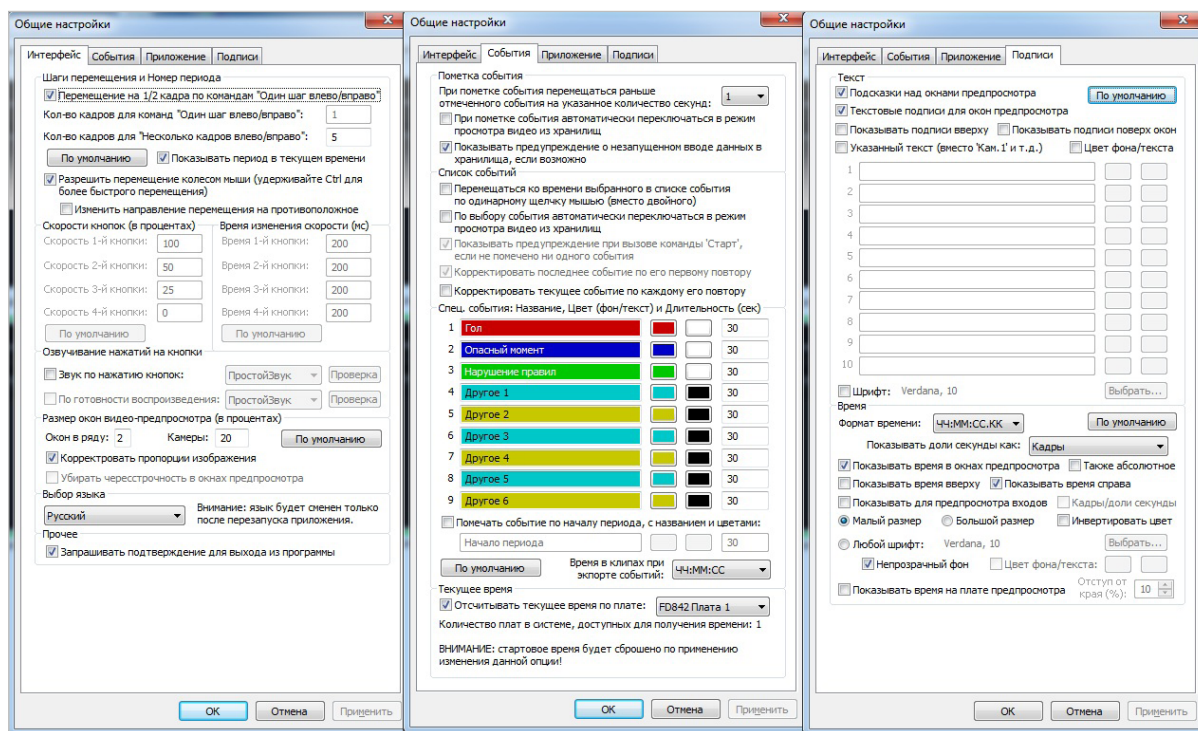 Общие настройки
Интерфейс События Приложение Подписи
Шаги перемещения и Номер периода
Перемещение на 1/2 кадра по командам "Один шаг влево/вправо"
Кол-во кадров для команд "Один шаг влево/вправо": 1
Кол-во кадров для "Несколько кадров влево/вправо": 5
По умолчанию Показывать период в текущем времени
Разрешить перемещение колесом мыши (удерживайте Ctrl для
более быстрого перемещения)
Изменить направление перемещения на противоположное
Скорости кнопок (в процентах) Время изменения скорости (мс)
Скорость 1-й кнопки: 100 Время 1-й кнопки: 200
Скорость 2-й кнопки: 50 Время 2-й кнопки: 200
Скорость 3-й кнопки: 25 Время 3-й кнопки: 200
Скорость 4-й кнопки: 0 Время 4-й кнопки: 200
По умолчанию По умолчанию
Озвучивание нажатий на кнопки
Звук по нажатию кнопок: ПростойЗвук Проверка
По готовности воспроизведения: ПростойЗвук Проверка
Размер окон видео-предпросмотра (в процентах)
Окон в ряду: 2 Камеры: 20 По умолчанию
Корректровать пропорции изображения
Убирать чересстрочность в окнах предпросмотра
Выбор языка
Русский Внимание: язык будет сменен только
после перезапуска приложения.
Прочее
Запрашивать подтверждение для выхода из программы
ОК Отмена Применить
Общие настройки
Интерфейс События Приложение Подписи
Пометка события
При пометке события перемещаться раньше
отмеченного события на указанное количество секунд: 1
При пометке события автоматически переключаться в режим
просмотра видео из хранилищ
Показывать предупреждение о незапущенном вводе данных в
хранилища, если возможно
Список событий
Перемещаться ко времени выбранного в списке события
по одинарному щелчку мышью (вместо двойного)
По выбору события автоматически переключаться в режим
просмотра видео из хранилищ
Показывать предупреждение при вызове команды 'Старт',
если не помечено ни одного события
Корректировать последнее событие по его первому повтору
Корректировать текущее событие по каждому его повтору
Спец. события: Название, Цвет (фон/текст) и Длительность (сек)
1 Гол 30
2 Опасный момент 30
3 Нарушение правил 30
4 Другое 1 30
5 Другое 2 30
6 Другое 3 30
7 Другое 4 30
8 Другое 5 30
9 Другое 6 30
Помечать событие по началу периода, с названием и цветами:
Начало периода 30
По умолчанию Время в клипах при
экспорте событий: ЧЧ:ММ:СС
Текущее время
Отсчитывать текущее время по плате: FD842 Плата 1
Количество плат в системе, доступных для получения времени: 1
ВНИМАНИЕ: стартовое время будет сброшено по применению
изменения данной опции!
ОК Отмена Применить
Общие настройки
Интерфейс События Приложение Подписи
Текст
Подсказки над окнами предпросмотра По умолчанию
Текстовые подписи для окон предпросмотра
Показывать подписи вверху Показывать подписи поверх окон
Указанный текст (вместо 'Кам.1' и т.д.) Цвет фона/текста
1
2
3
4
5
6
7
8
9
10
Шрифт: Verdana, 10 Выбрать...
Время
Формат времени: ЧЧ:ММ:СС.КК По умолчанию
Показывать доли секунды как: Кадры
Показывать время в окнах предпросмотра Также абсолютное
Показывать время вверху Показывать время справа
Показывать для предпросмотра входов Кадры/доли секунды
Малый размер Большой размер Инвертировать цвет
Любой шрифт: Verdana, 10 Выбрать...
Непрозрачный фон Цвет фона/текста:
Показывать время на плате предпросмотра Отступ от
края (%): 10
ОК Отмена Применить